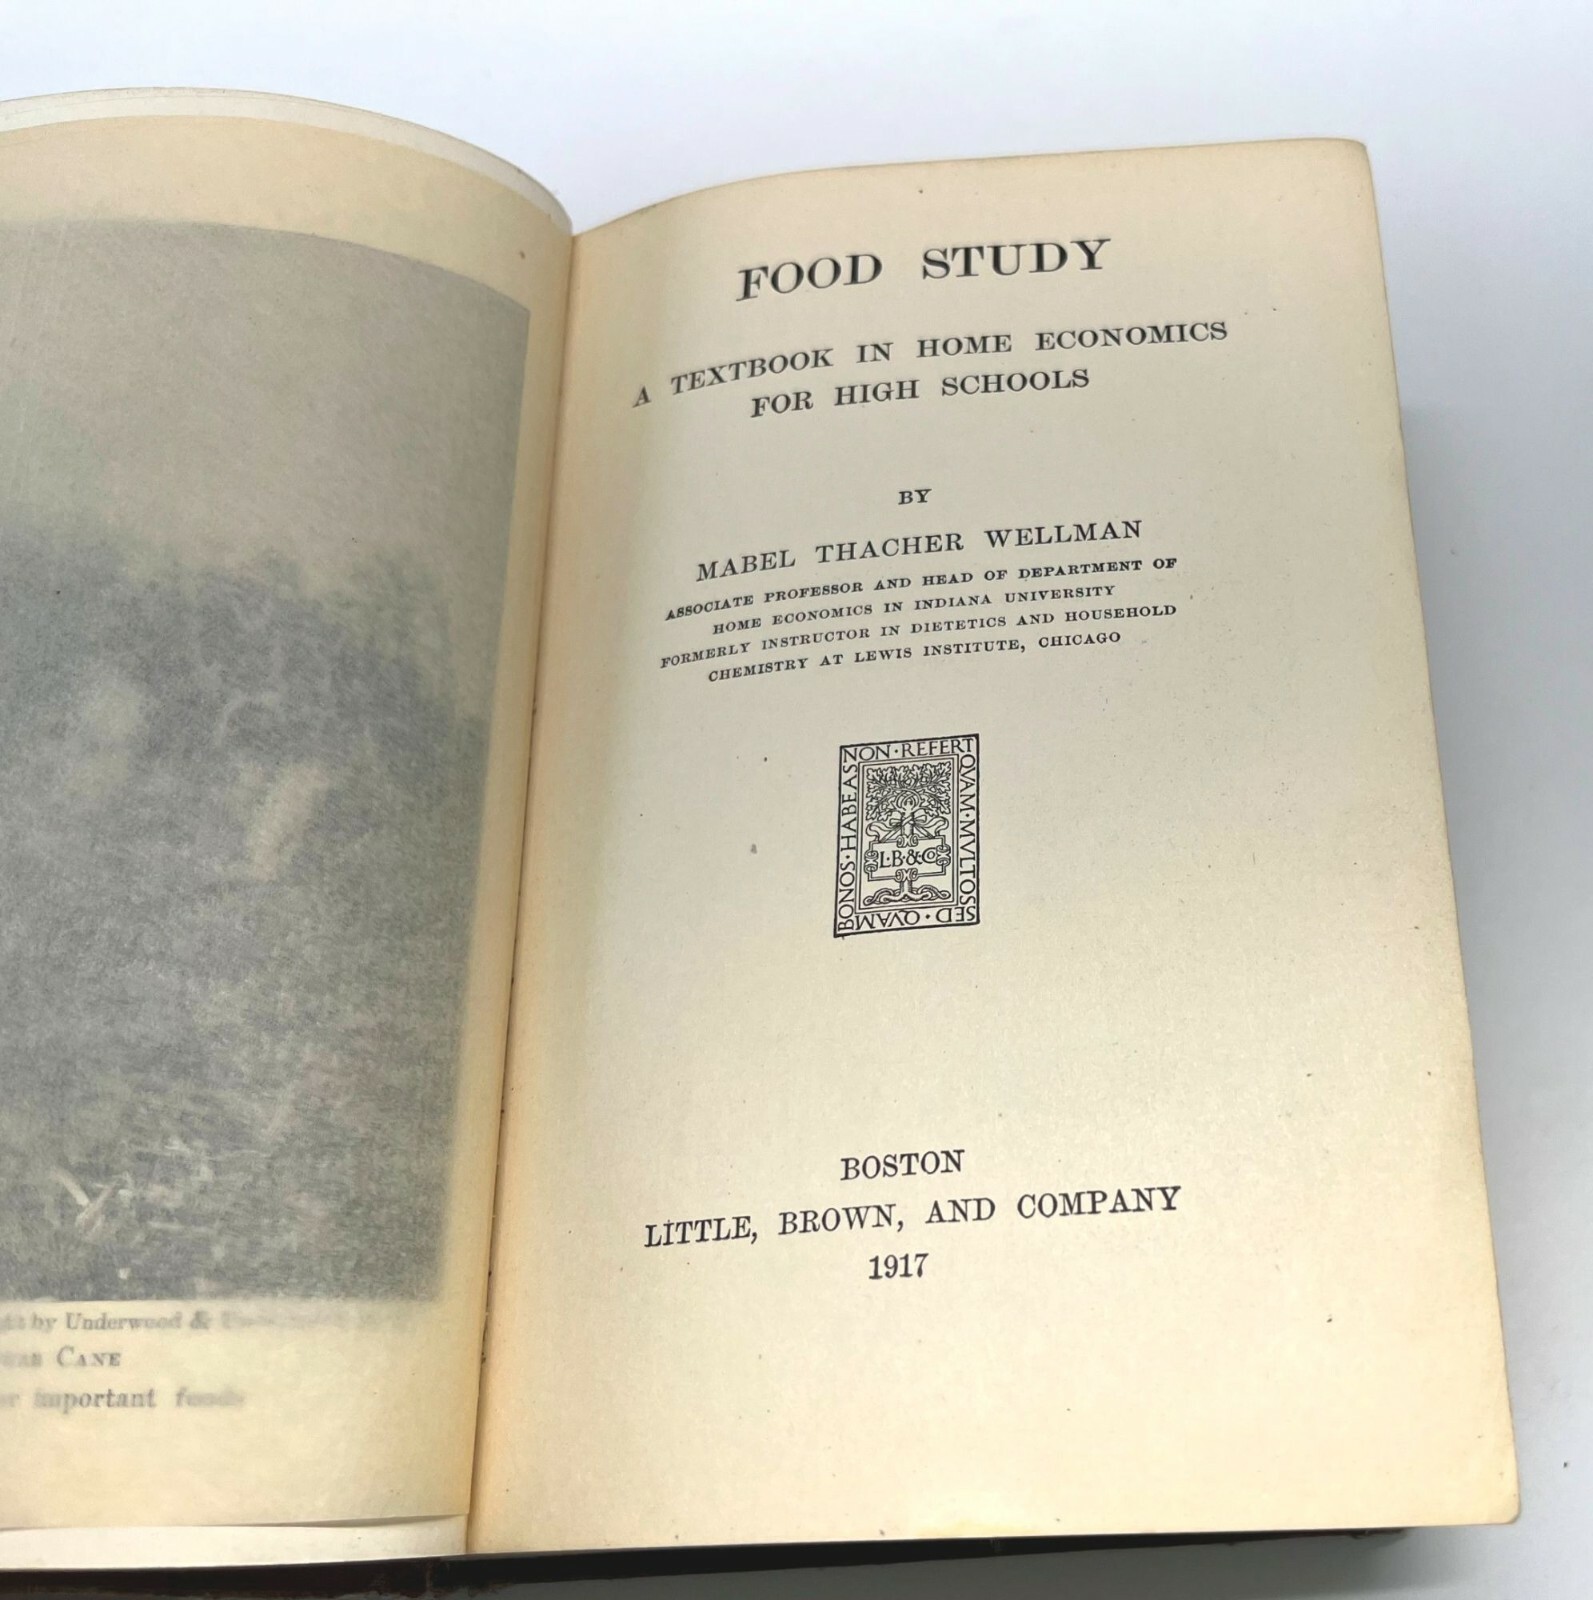 by Underwood &
CANE
important
FOOD STUDY
A TEXTBOOK IN HOME ECONOMICS
FOR HIGH SCHOOLS
BY
MABEL THACHER WELLMAN
ASSOCIATE PROFESSOR AND HEAD OF DEPARTMENT OF
HOME ECONOMICS IN INDIANA UNIVERSITY
FORMERLY INSTRUCTOR IN DIETETICS AND HOUSEHOLD
CHEMISTRY AT LEWIS INSTITUTE, CHICAGO
NON·REFERT
QVAM·MVLTOS
SED·QVAM
BONOS·HABEAS
L·B·&·Co
BOSTON
LITTLE, BROWN, AND COMPANY
1917